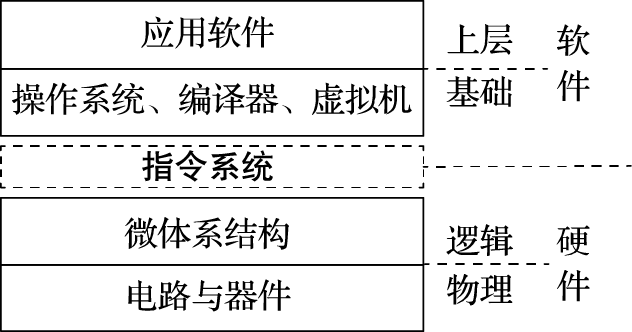 应用软件
上层
软件
操作系统、编译器、虚拟机
基础
指令系统
微体系结构
逻辑
硬件
电路与器件
物理